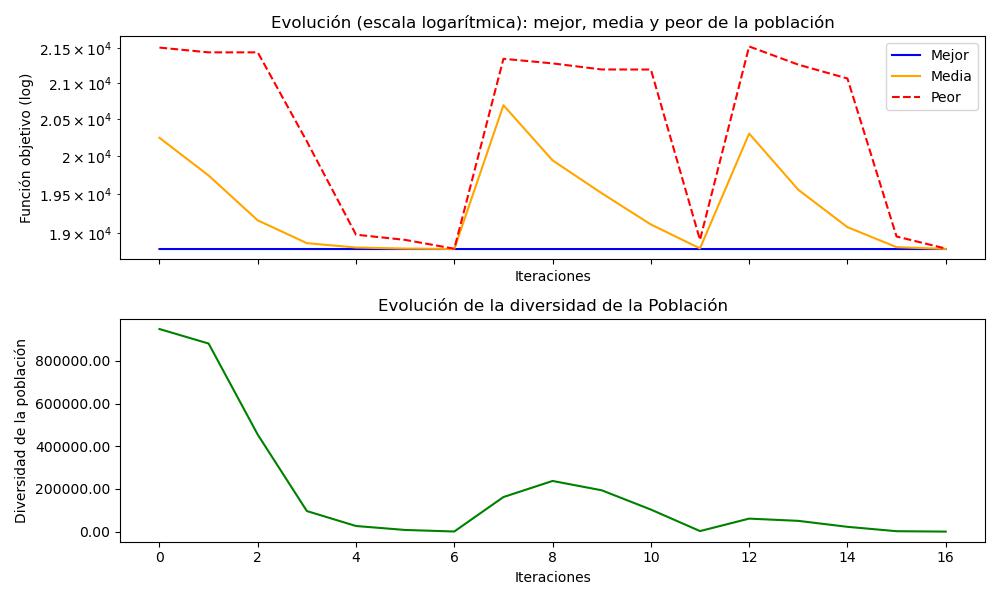 Evolución (escala logarítmica): mejor, media y peor de la población
Función objetivo (log)
2.15 × 10⁴
2.1 × 10⁴
2.05 × 10⁴
2 × 10⁴
1.95 × 10⁴
1.9 × 10⁴
Mejor
Media
Peor
Iteraciones
Evolución de la diversidad de la Población
Diversidad de la población
800000.00
600000.00
400000.00
200000.00
0.00
0 2 4 6 8 10 12 14 16
Iteraciones